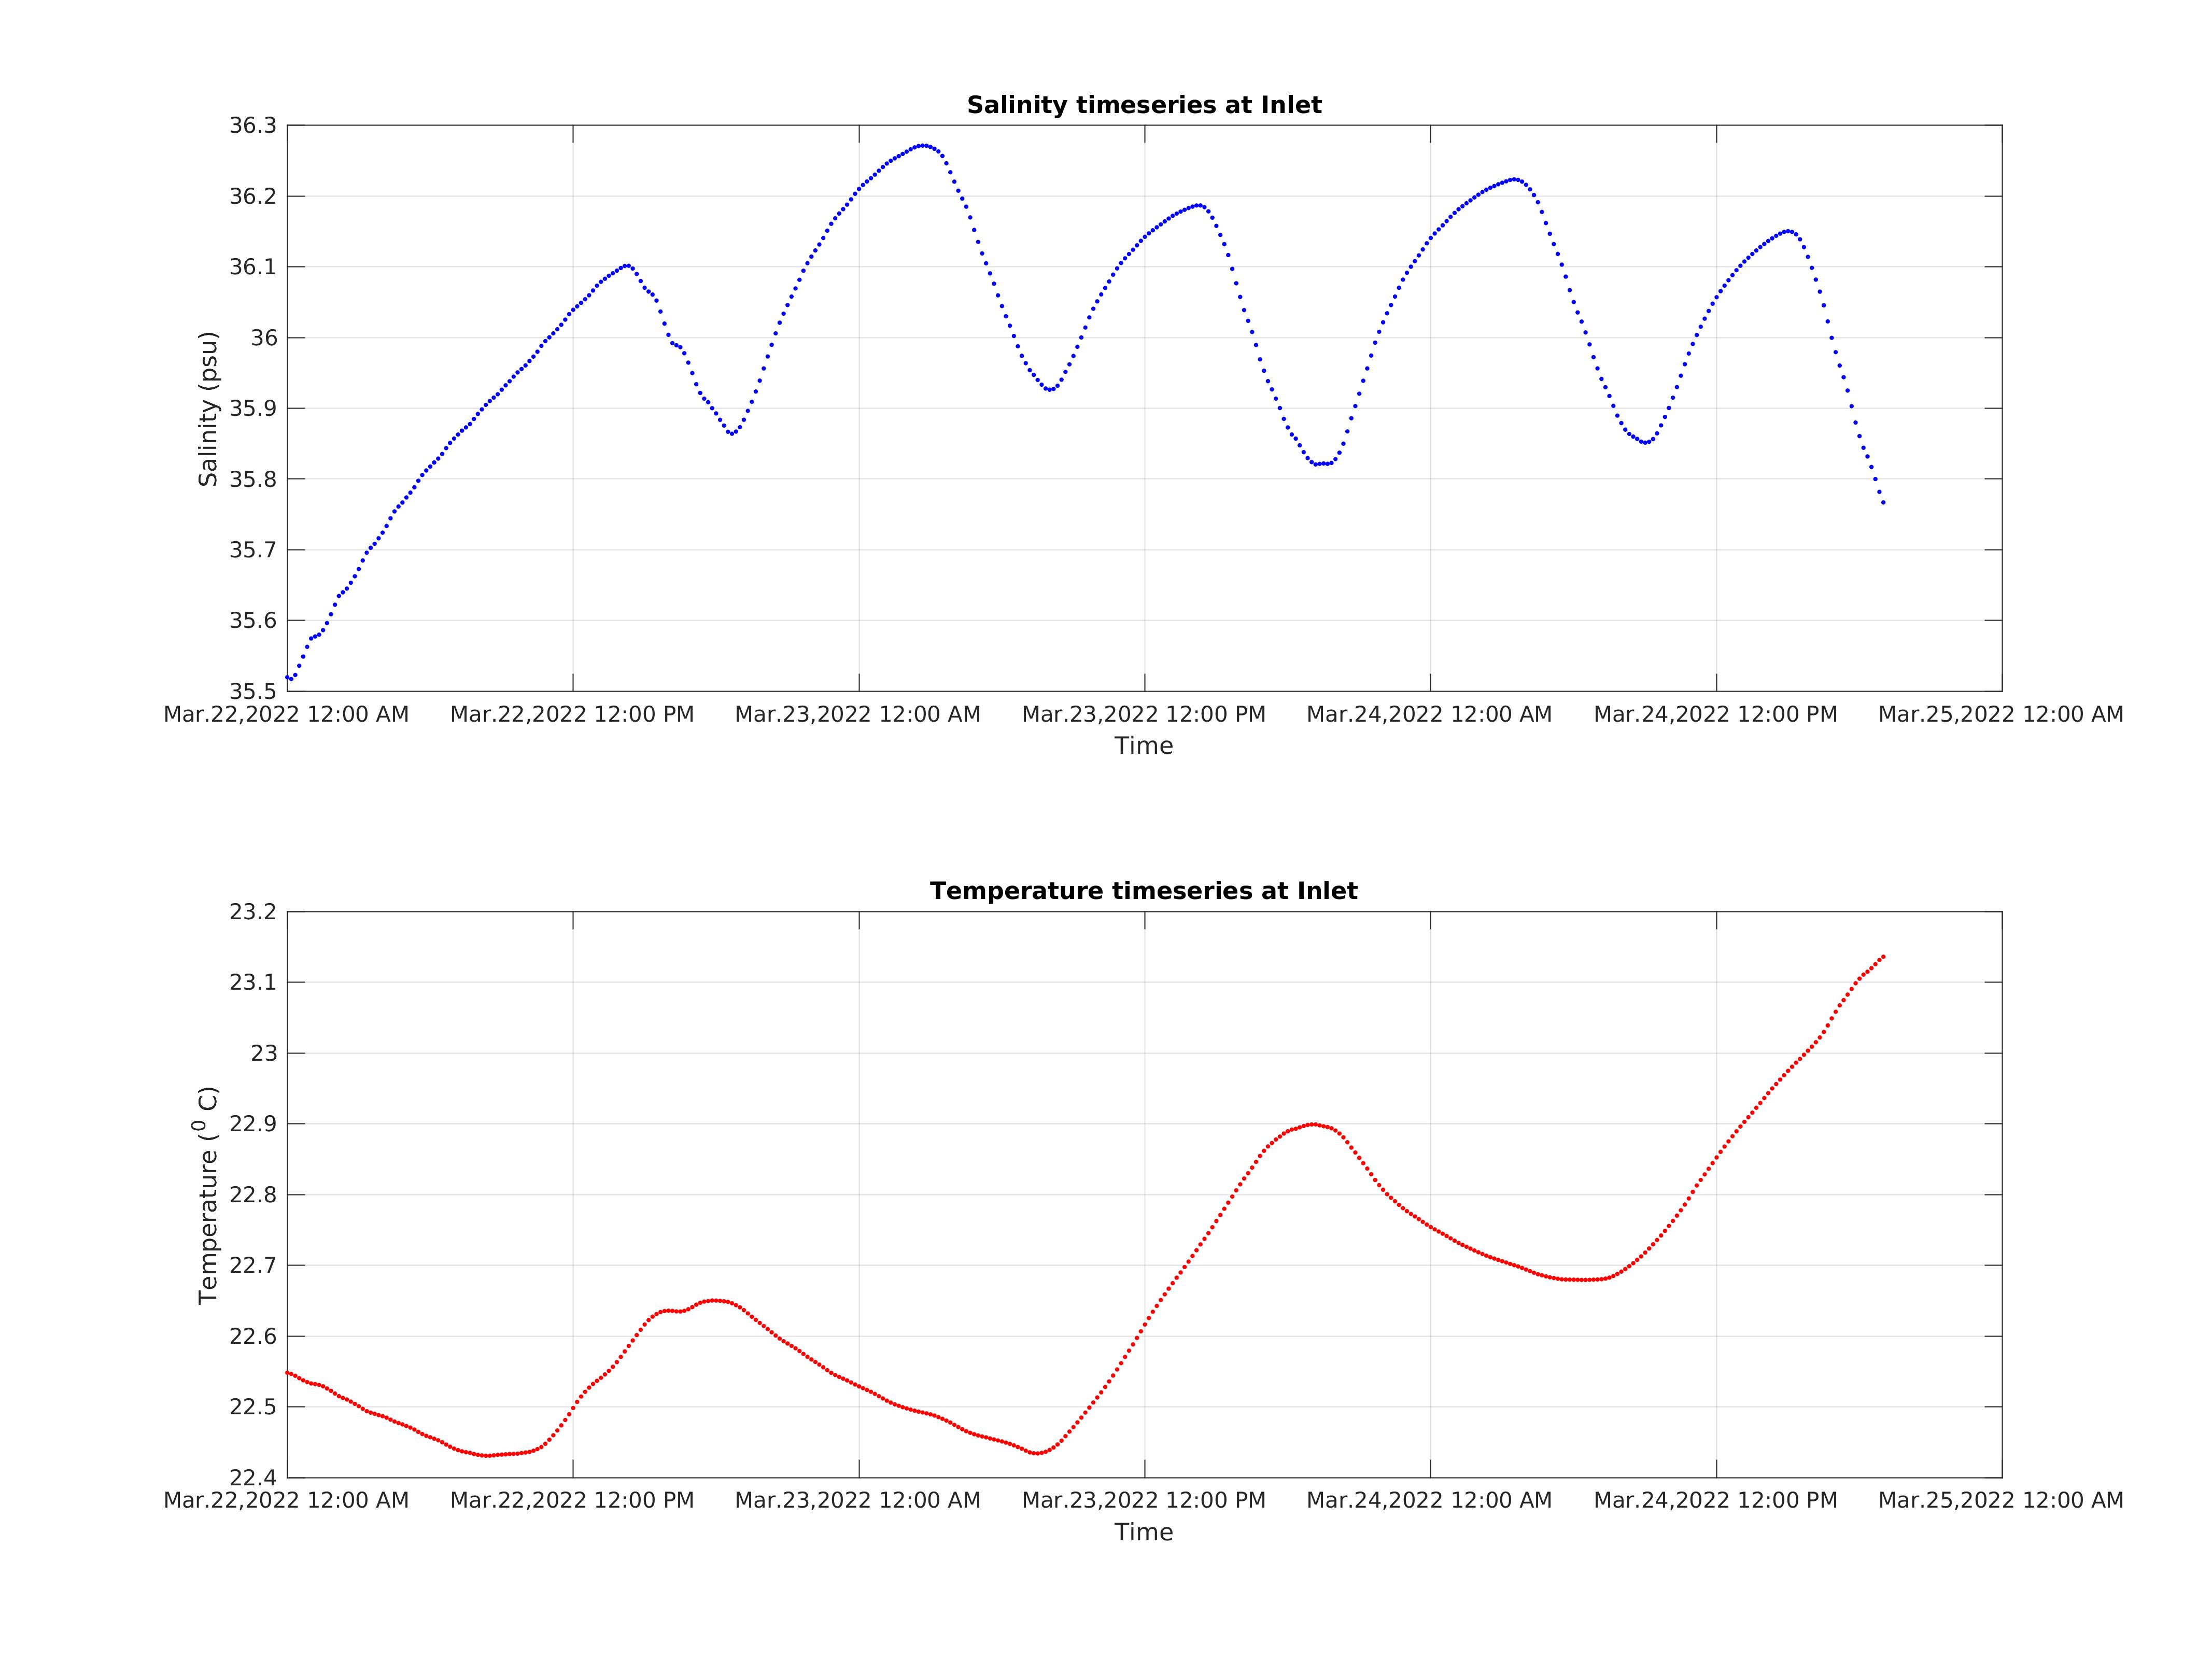 Salinity timeseries at Inlet
36.3
36.2
36.1
36
35.9
35.8
35.7
35.6
35.5
Salinity (psu)
Mar.22,2022 12:00 AM Mar.22,2022 12:00 PM Mar.23,2022 12:00 AM Mar.23,2022 12:00 PM Mar.24,2022 12:00 AM Mar.24,2022 12:00 PM Mar.25,2022 12:00 AM
Time
Temperature timeseries at Inlet
23.2
23.1
23
22.9
22.8
22.7
22.6
22.5
22.4
Temperature (⁰ C)
Mar.22,2022 12:00 AM Mar.22,2022 12:00 PM Mar.23,2022 12:00 AM Mar.23,2022 12:00 PM Mar.24,2022 12:00 AM Mar.24,2022 12:00 PM Mar.25,2022 12:00 AM
Time